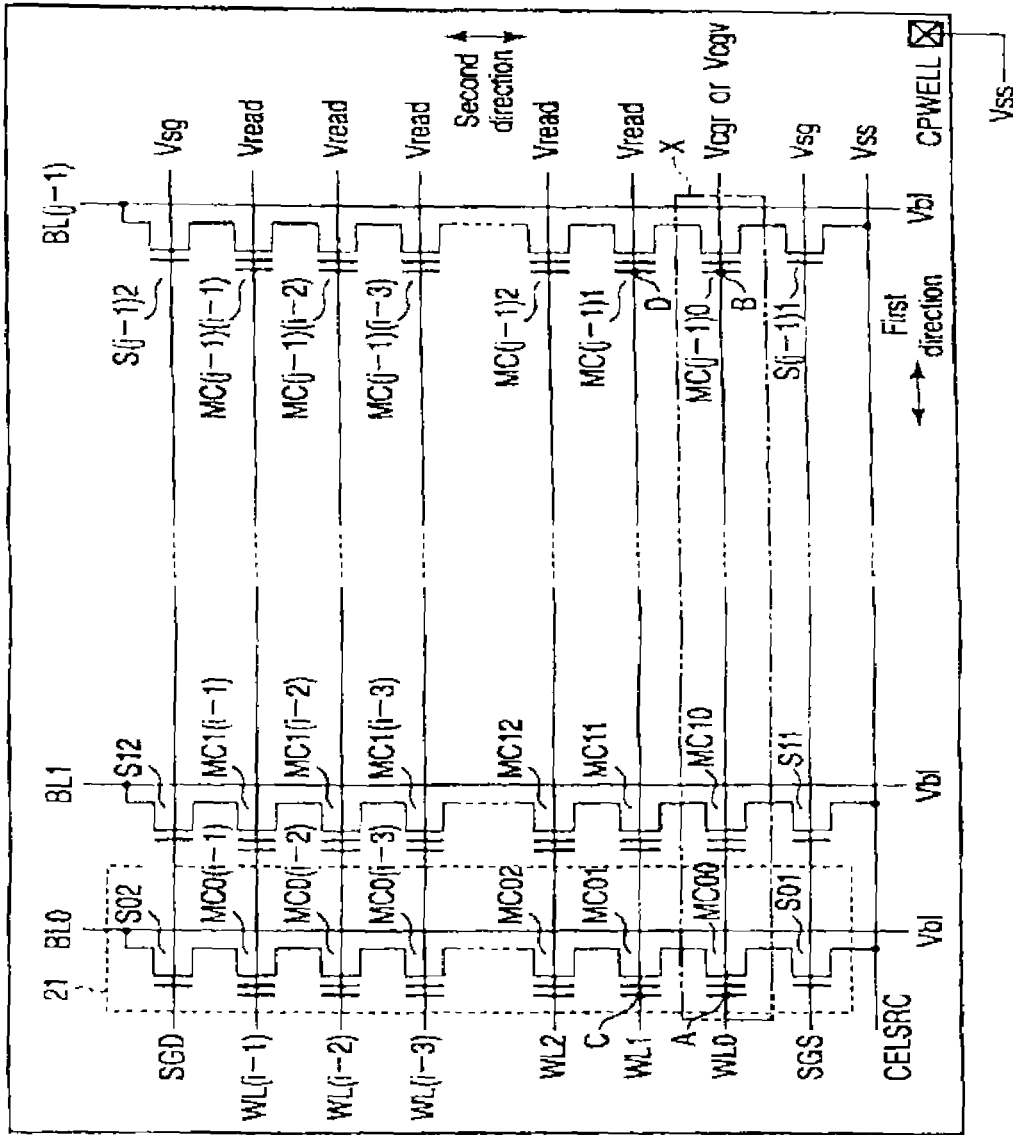 BL0
BL1
BL(j−1)
21
SGD
S02
S12
S(j−1)2
Vsg
WL(i−1)
MC0(i−1)
MC1(i−1)
MC(j−1)(i−1)
Vread
WL(i−2)
MC0(i−2)
MC1(i−2)
MC(j−1)(i−2)
Vread
WL(i−3)
MC0(i−3)
MC1(i−3)
MC(j−1)(i−3)
Vread
Second
direction
WL2
MC02
MC12
MC(j−1)2
Vread
C
WL1
MC01
MC11
MC(j−1)1
D
Vread
X
A
WL0
MC00
MC10
MC(j−1)0
B
Vcgr or Vcgv
SGS
S01
S11
S(j−1)1
Vsg
CELSRC
Vss
Vbl
Vbl
Vbl
First
direction
CPWELL
Vss